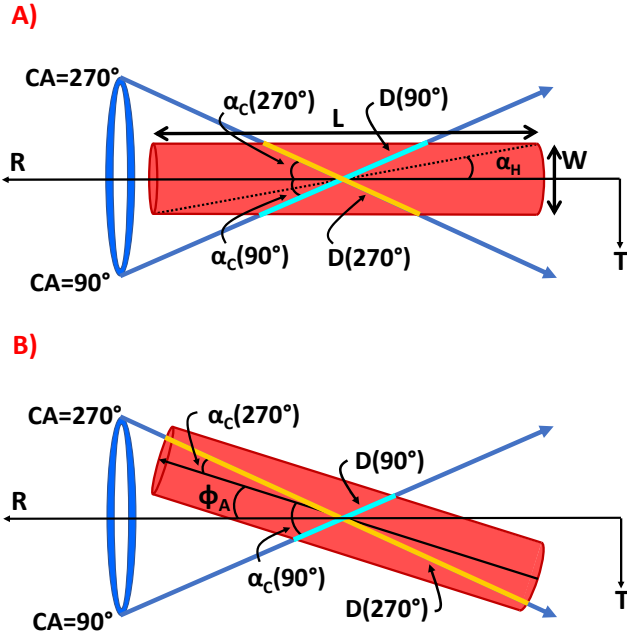 A)
CA=270°
α_C(270°)
D(90°)
L
R
α_H
W
α_C(90°)
D(270°)
CA=90°
T
B)
CA=270°
α_C(270°)
D(90°)
R
ϕ_A
α_C(90°)
T
D(270°)
CA=90°